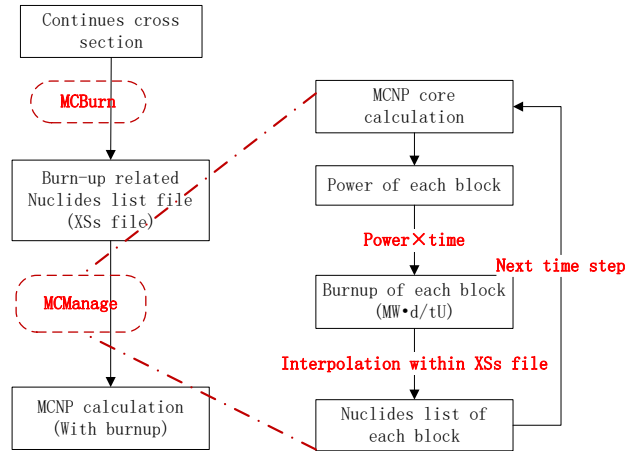 Continues cross
section
MCBurn
Burn-up related
Nuclides list file
(XSs file)
MCManage
MCNP calculation
(With burnup)
MCNP core
calculation
Power of each block
Power×time
Burnup of each block
(MW•d/tU)
Interpolation within XSs file
Nuclides list of
each block
Next time step